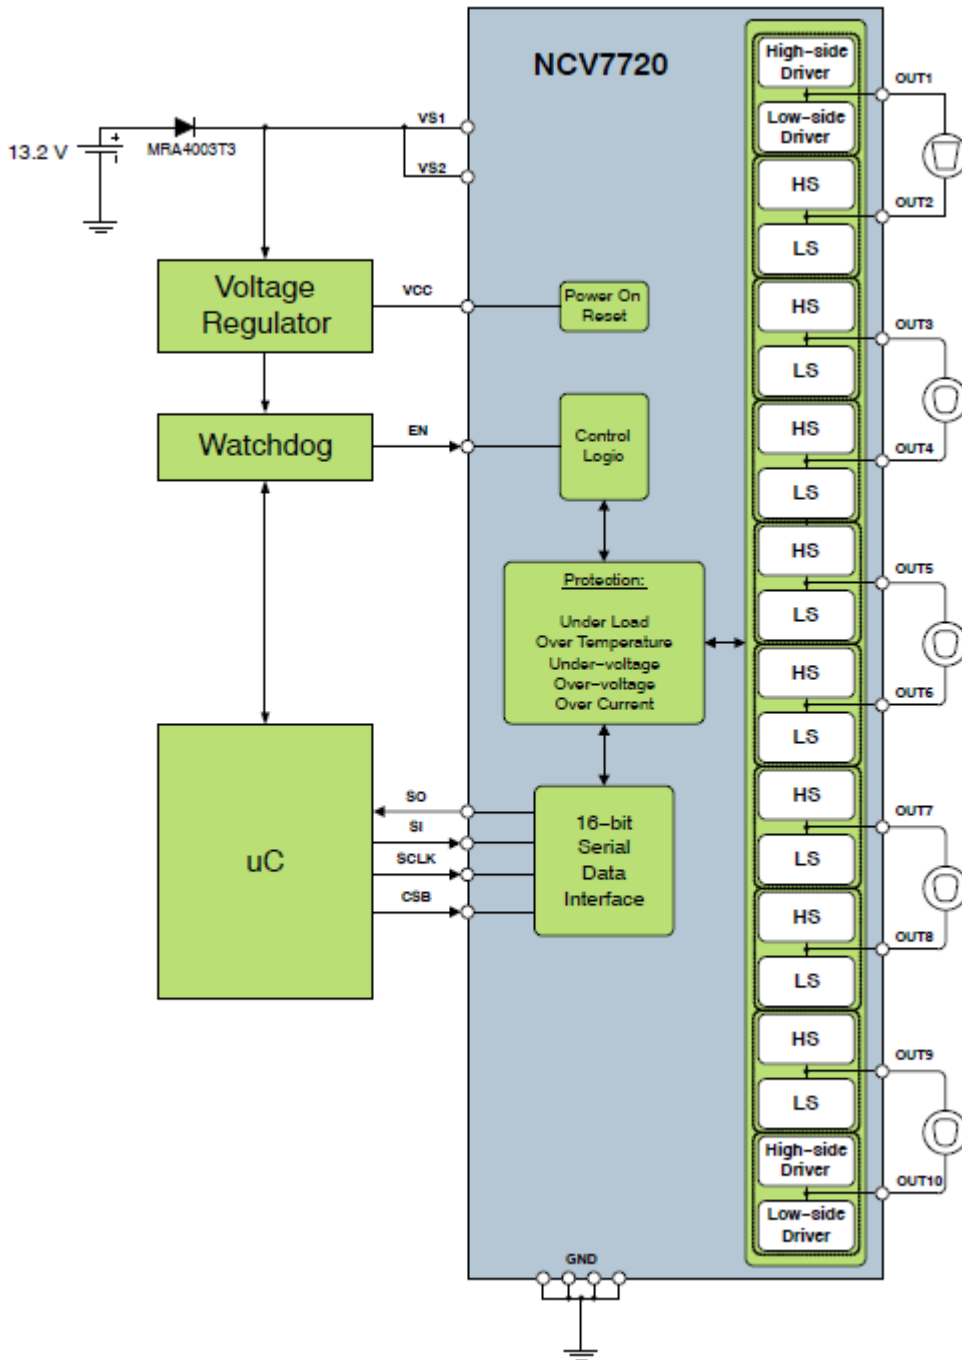 NCV7720
High-side
Driver
OUT1
Low-side
Driver
VS1
13.2 V
MRA4003T3
VS2
HS
OUT2
LS
Voltage
Regulator
VCC
Power On
Reset
HS
OUT3
LS
Watchdog
EN
Control
Logic
HS
OUT4
LS
HS
OUT5
LS
Protection:
Under Load
Over Temperature
Under-voltage
Over-voltage
Over Current
HS
OUT6
LS
uC
SO
SI
SCLK
CSB
16-bit
Serial
Data
Interface
HS
OUT7
LS
HS
OUT8
LS
HS
OUT9
LS
High-side
Driver
OUT10
Low-side
Driver
GND